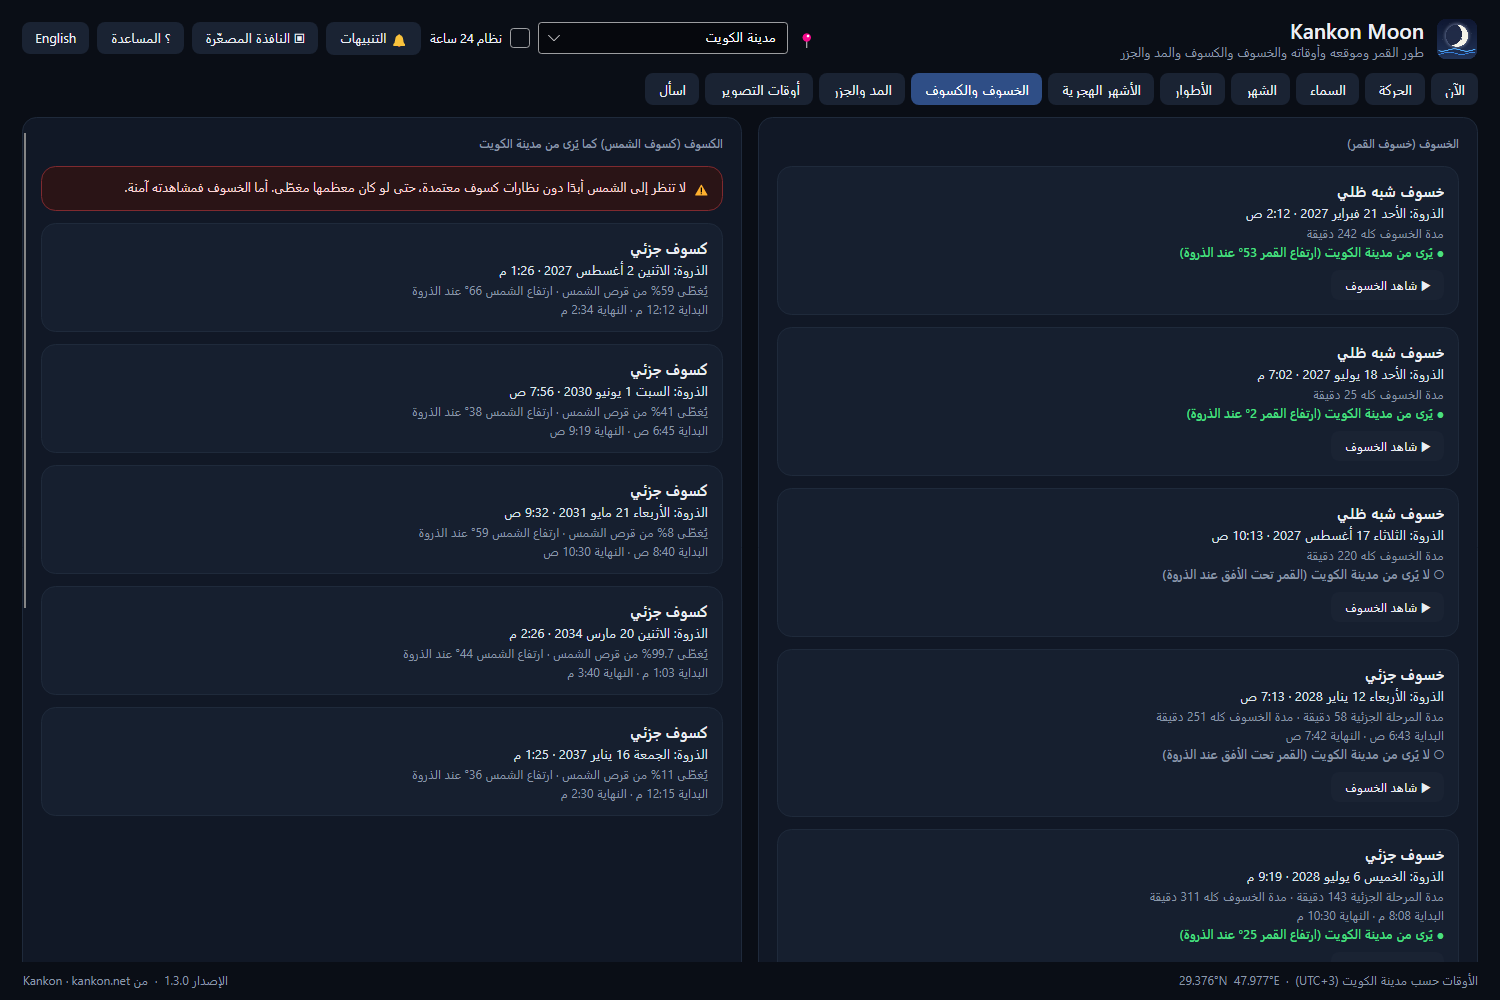 Kankon Moon
طور القمر وموقعه وأوقاته والخسوف والكسوف والمد والجزر
مدينة الكويت
نظام 24 ساعة
التنبيهات
النافذة المصغّرة
؟ المساعدة
English
الآن
الحركة
السماء
الشهر
الأطوار
الأشهر الهجرية
الخسوف والكسوف
المد والجزر
أوقات التصوير
اسأل
الخسوف (خسوف القمر)
خسوف شبه ظلي
الذروة: الأحد 21 فبراير 2027 · 2:12 ص
مدة الخسوف كله 242 دقيقة
● يُرى من مدينة الكويت (ارتفاع القمر 53° عند الذروة)
▶ شاهد الخسوف
خسوف شبه ظلي
الذروة: الأحد 18 يوليو 2027 · 7:02 م
مدة الخسوف كله 25 دقيقة
● يُرى من مدينة الكويت (ارتفاع القمر 2° عند الذروة)
▶ شاهد الخسوف
خسوف شبه ظلي
الذروة: الثلاثاء 17 أغسطس 2027 · 10:13 ص
مدة الخسوف كله 220 دقيقة
○ لا يُرى من مدينة الكويت (القمر تحت الأفق عند الذروة)
▶ شاهد الخسوف
خسوف جزئي
الذروة: الأربعاء 12 يناير 2028 · 7:13 ص
مدة المرحلة الجزئية 58 دقيقة · مدة الخسوف كله 251 دقيقة
البداية 6:43 ص · النهاية 7:42 ص
○ لا يُرى من مدينة الكويت (القمر تحت الأفق عند الذروة)
▶ شاهد الخسوف
خسوف جزئي
الذروة: الخميس 6 يوليو 2028 · 9:19 م
مدة المرحلة الجزئية 143 دقيقة · مدة الخسوف كله 311 دقيقة
البداية 8:08 م · النهاية 10:30 م
● يُرى من مدينة الكويت (ارتفاع القمر 25° عند الذروة)
الكسوف (كسوف الشمس) كما يُرى من مدينة الكويت
⚠ لا تنظر إلى الشمس أبدًا دون نظارات كسوف معتمدة، حتى لو كان معظمها مغطّى. أما الخسوف فمشاهدته آمنة.
كسوف جزئي
الذروة: الاثنين 2 أغسطس 2027 · 1:26 م
يُغطّى 59% من قرص الشمس · ارتفاع الشمس 66° عند الذروة
البداية 12:12 م · النهاية 2:34 م
كسوف جزئي
الذروة: السبت 1 يونيو 2030 · 7:56 ص
يُغطّى 41% من قرص الشمس · ارتفاع الشمس 38° عند الذروة
البداية 6:45 ص · النهاية 9:19 ص
كسوف جزئي
الذروة: الأربعاء 21 مايو 2031 · 9:32 ص
يُغطّى 8% من قرص الشمس · ارتفاع الشمس 59° عند الذروة
البداية 8:40 ص · النهاية 10:30 ص
كسوف جزئي
الذروة: الاثنين 20 مارس 2034 · 2:26 م
يُغطّى 99.7% من قرص الشمس · ارتفاع الشمس 44° عند الذروة
البداية 1:03 م · النهاية 3:40 م
كسوف جزئي
الذروة: الجمعة 16 يناير 2037 · 1:25 م
يُغطّى 11% من قرص الشمس · ارتفاع الشمس 36° عند الذروة
البداية 12:15 م · النهاية 2:30 م
الأوقات حسب مدينة الكويت (UTC+3) · 29.376°N 47.977°E
الإصدار 1.3.0 · من Kankon · kankon.net